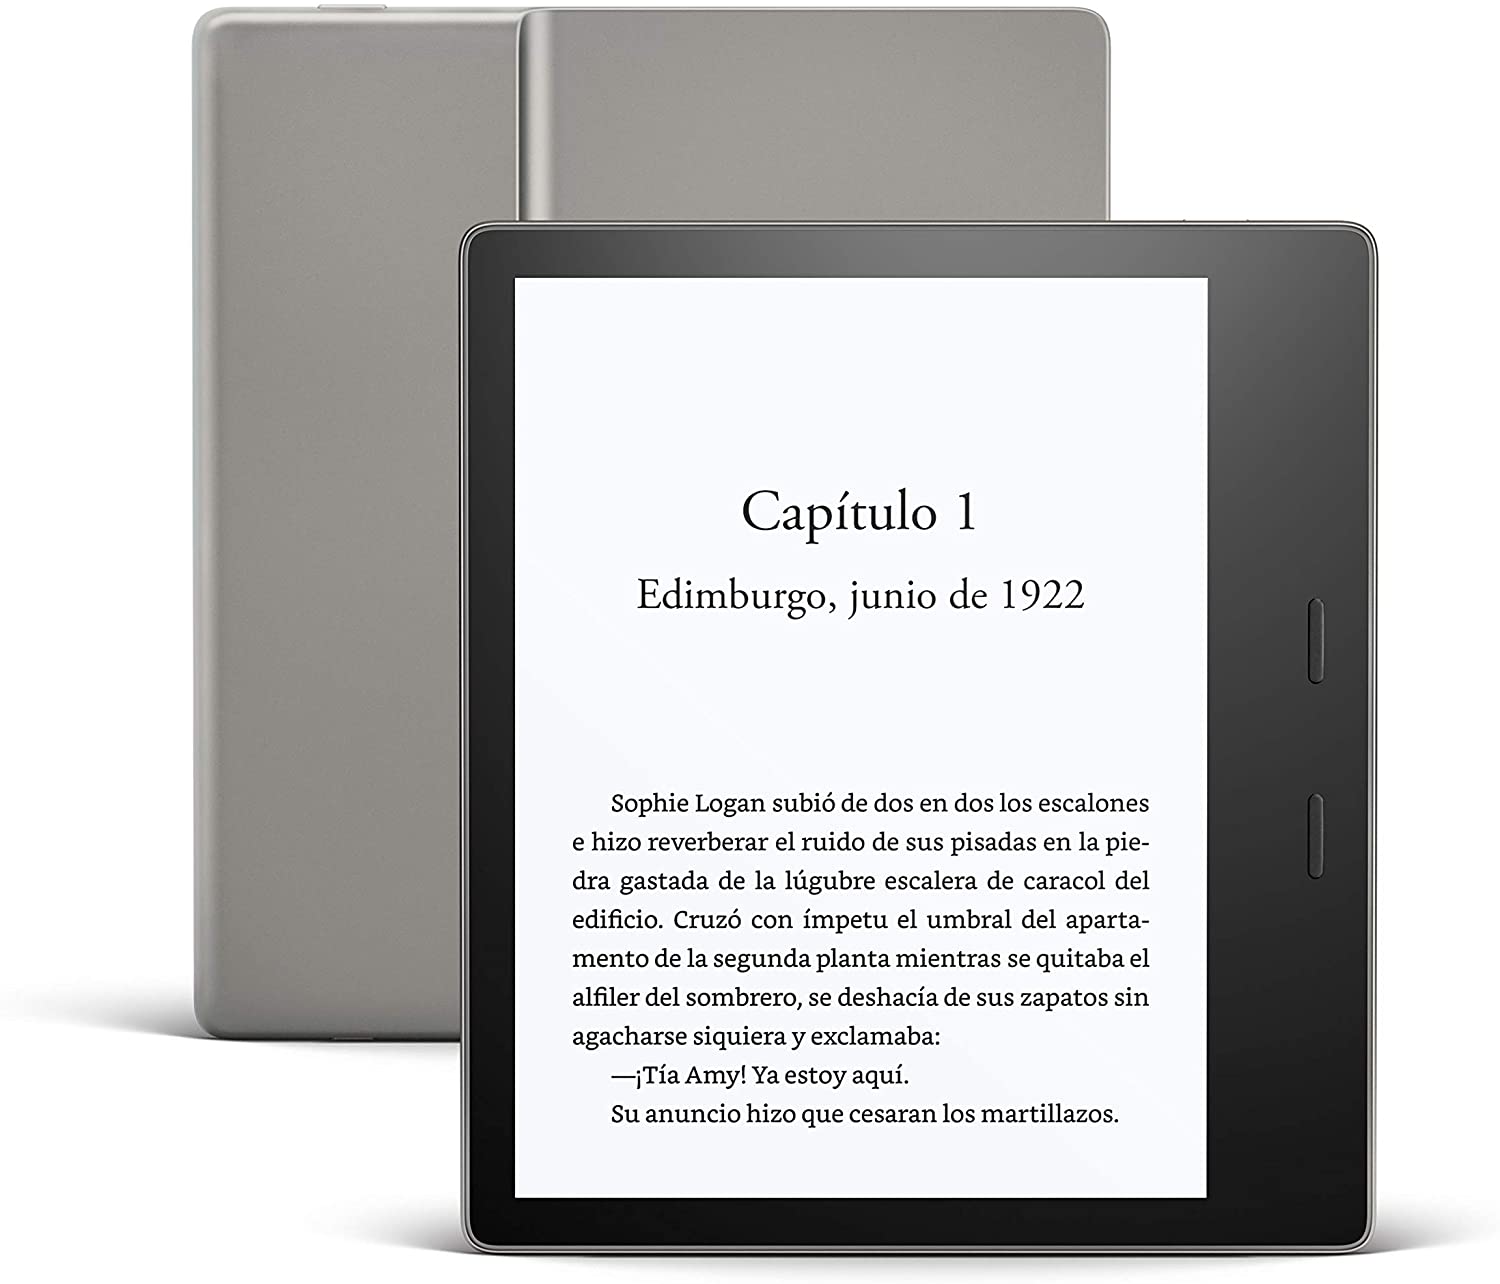 Capítulo 1
Edimburgo, junio de 1922
Sophie Logan subió de dos en dos los escalones
e hizo reverberar el ruido de sus pisadas en la pie-
dra gastada de la lúgubre escalera de caracol del
edificio. Cruzó con ímpetu el umbral del aparta-
mento de la segunda planta mientras se quitaba el
alfiler del sombrero, se deshacía de sus zapatos sin
agacharse siquiera y exclamaba:
—¡Tía Amy! Ya estoy aquí.
Su anuncio hizo que cesaran los martillazos.